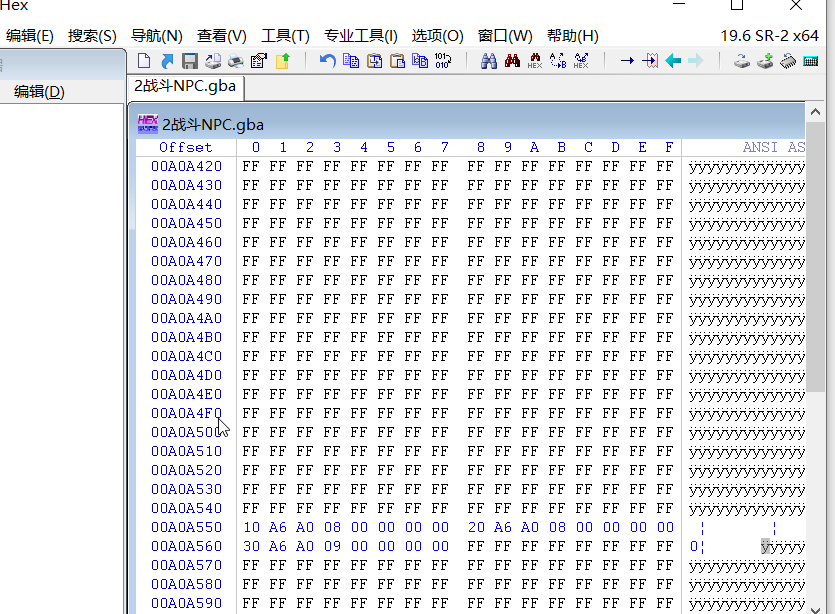 Hex
编辑(E) 搜索(S) 导航(N) 查看(V) 工具(T) 专业工具(I) 选项(O) 窗口(W) 帮助(H) 19.6 SR-2 x64
编辑(D)
2战斗NPC.gba
2战斗NPC.gba
Offset 0 1 2 3 4 5 6 7 8 9 A B C D E F ANSI AS
00A0A420 FF FF FF FF FF FF FF FF FF FF FF FF FF FF FF FF ÿÿÿÿÿÿÿÿÿÿÿÿÿ
00A0A430 FF FF FF FF FF FF FF FF FF FF FF FF FF FF FF FF ÿÿÿÿÿÿÿÿÿÿÿÿÿ
00A0A440 FF FF FF FF FF FF FF FF FF FF FF FF FF FF FF FF ÿÿÿÿÿÿÿÿÿÿÿÿÿ
00A0A450 FF FF FF FF FF FF FF FF FF FF FF FF FF FF FF FF ÿÿÿÿÿÿÿÿÿÿÿÿÿ
00A0A460 FF FF FF FF FF FF FF FF FF FF FF FF FF FF FF FF ÿÿÿÿÿÿÿÿÿÿÿÿÿ
00A0A470 FF FF FF FF FF FF FF FF FF FF FF FF FF FF FF FF ÿÿÿÿÿÿÿÿÿÿÿÿÿ
00A0A480 FF FF FF FF FF FF FF FF FF FF FF FF FF FF FF FF ÿÿÿÿÿÿÿÿÿÿÿÿÿ
00A0A490 FF FF FF FF FF FF FF FF FF FF FF FF FF FF FF FF ÿÿÿÿÿÿÿÿÿÿÿÿÿ
00A0A4A0 FF FF FF FF FF FF FF FF FF FF FF FF FF FF FF FF ÿÿÿÿÿÿÿÿÿÿÿÿÿ
00A0A4B0 FF FF FF FF FF FF FF FF FF FF FF FF FF FF FF FF ÿÿÿÿÿÿÿÿÿÿÿÿÿ
00A0A4C0 FF FF FF FF FF FF FF FF FF FF FF FF FF FF FF FF ÿÿÿÿÿÿÿÿÿÿÿÿÿ
00A0A4D0 FF FF FF FF FF FF FF FF FF FF FF FF FF FF FF FF ÿÿÿÿÿÿÿÿÿÿÿÿÿ
00A0A4E0 FF FF FF FF FF FF FF FF FF FF FF FF FF FF FF FF ÿÿÿÿÿÿÿÿÿÿÿÿÿ
00A0A4F0 FF FF FF FF FF FF FF FF FF FF FF FF FF FF FF FF ÿÿÿÿÿÿÿÿÿÿÿÿÿ
00A0A500 FF FF FF FF FF FF FF FF FF FF FF FF FF FF FF FF ÿÿÿÿÿÿÿÿÿÿÿÿÿ
00A0A510 FF FF FF FF FF FF FF FF FF FF FF FF FF FF FF FF ÿÿÿÿÿÿÿÿÿÿÿÿÿ
00A0A520 FF FF FF FF FF FF FF FF FF FF FF FF FF FF FF FF ÿÿÿÿÿÿÿÿÿÿÿÿÿ
00A0A530 FF FF FF FF FF FF FF FF FF FF FF FF FF FF FF FF ÿÿÿÿÿÿÿÿÿÿÿÿÿ
00A0A540 FF FF FF FF FF FF FF FF FF FF FF FF FF FF FF FF ÿÿÿÿÿÿÿÿÿÿÿÿÿ
00A0A550 10 A6 A0 08 00 00 00 00 20 A6 A0 08 00 00 00 00 ¦ ¦
00A0A560 30 A6 A0 09 00 00 00 00 FF FF FF FF FF FF FF FF 0¦ ÿÿÿÿÿ
00A0A570 FF FF FF FF FF FF FF FF FF FF FF FF FF FF FF FF ÿÿÿÿÿÿÿÿÿÿÿÿÿ
00A0A580 FF FF FF FF FF FF FF FF FF FF FF FF FF FF FF FF ÿÿÿÿÿÿÿÿÿÿÿÿÿ
00A0A590 FF FF FF FF FF FF FF FF FF FF FF FF FF FF FF FF ÿÿÿÿÿÿÿÿÿÿÿÿÿ